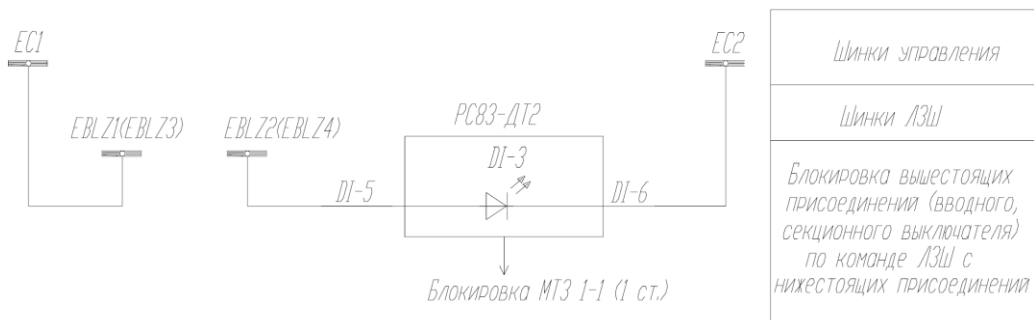 EC1
EC2
Шинки управления
EBLZ1(EBLZ3)
EBLZ2(EBLZ4)
РС83-ДТ2
Шинки ЛЗШ
DI-3
DI-5
DI-6
Блокировка вышестоящих
присоединений (вводного,
секционного выключателя)
по команде ЛЗШ с
нижестоящих присоединений
Блокировка МТЗ 1-1 (1 ст.)